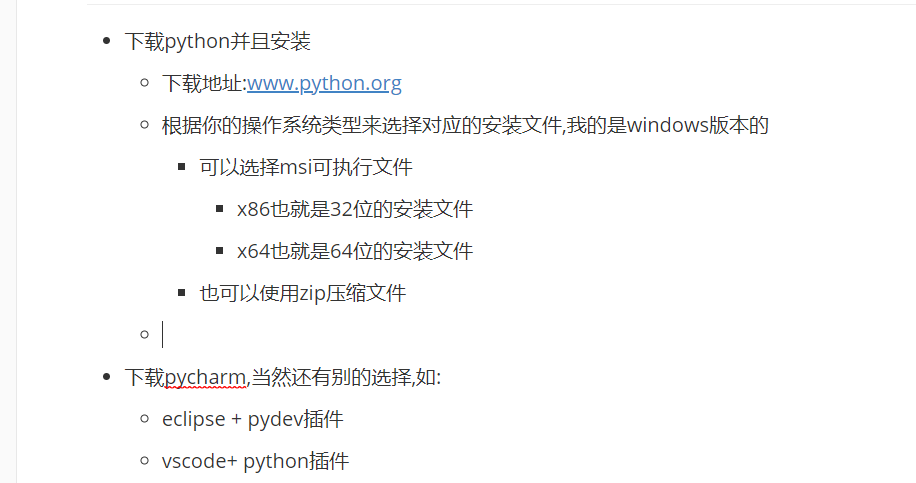 下载python并且安装
下载地址:www.python.org
根据你的操作系统类型来选择对应的安装文件,我的是windows版本的
可以选择msi可执行文件
x86也就是32位的安装文件
x64也就是64位的安装文件
也可以使用zip压缩文件
下载pycharm,当然还有别的选择,如:
eclipse + pydev插件
vscode+ python插件